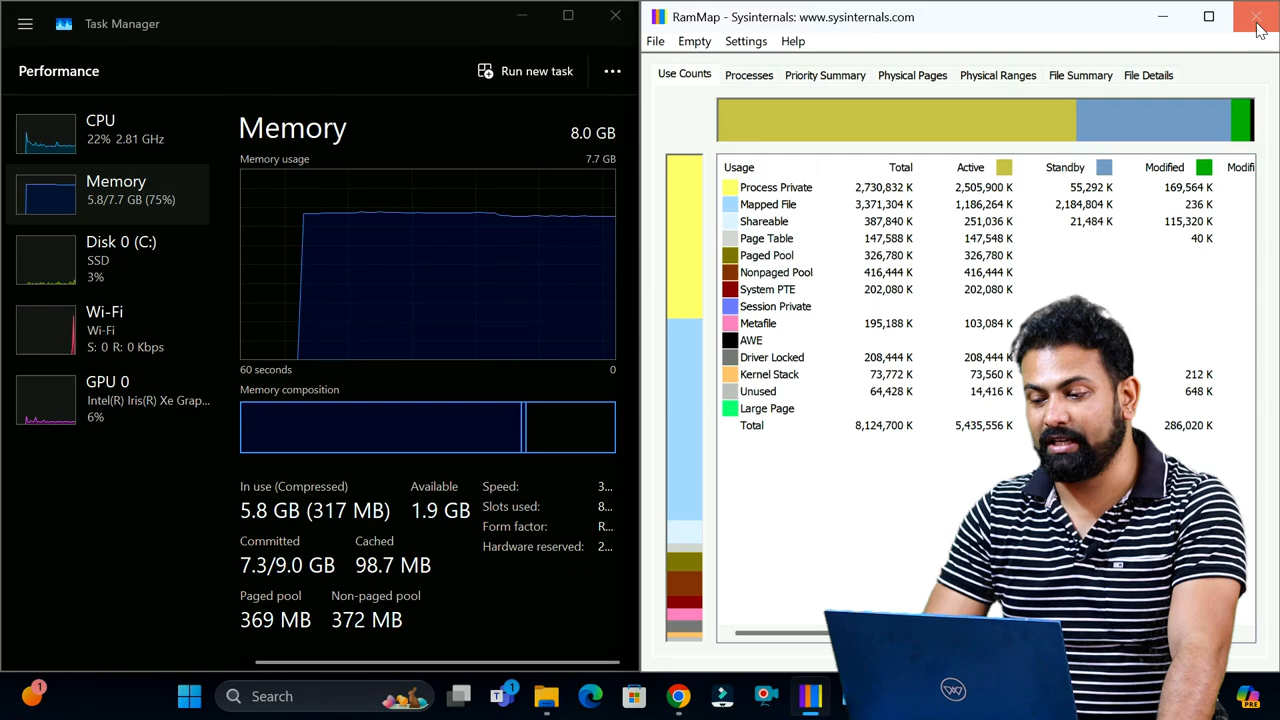 Task Manager
Performance
Run new task
CPU
22% 2.81 GHz
Memory
5.8/7.7 GB (75%)
Disk 0 (C:)
SSD
3%
Wi-Fi
Wi-Fi
S: 0 R: 0 Kbps
GPU 0
Intel(R) Iris(R) Xe Grap...
6%
Memory
8.0 GB
Memory usage
7.7 GB
60 seconds
0
Memory composition
In use (Compressed)
5.8 GB (317 MB)
Available
1.9 GB
Committed
7.3/9.0 GB
Cached
98.7 MB
Paged pool
369 MB
Non-paged pool
372 MB
Speed: 3...
Slots used: 8...
Form factor: R...
Hardware reserved: 2...
RamMap - Sysinternals: www.sysinternals.com
File Empty Settings Help
Use Counts Processes Priority Summary Physical Pages Physical Ranges File Summary File Details
Usage Total Active Standby Modified Modifi
Process Private 2,730,832 K 2,505,900 K 55,292 K 169,564 K
Mapped File 3,371,304 K 1,186,264 K 2,184,804 K 236 K
Shareable 387,840 K 251,036 K 21,484 K 115,320 K
Page Table 147,588 K 147,548 K 40 K
Paged Pool 326,780 K 326,780 K
Nonpaged Pool 416,444 K 416,444 K
System PTE 202,080 K 202,080 K
Session Private
Metafile 195,188 K 103,084 K
AWE
Driver Locked 208,444 K 208,444 K
Kernel Stack 73,772 K 73,560 K 212 K
Unused 64,428 K 14,416 K 648 K
Large Page
Total 8,124,700 K 5,435,556 K 286,020 K
1
Search
1
PRE